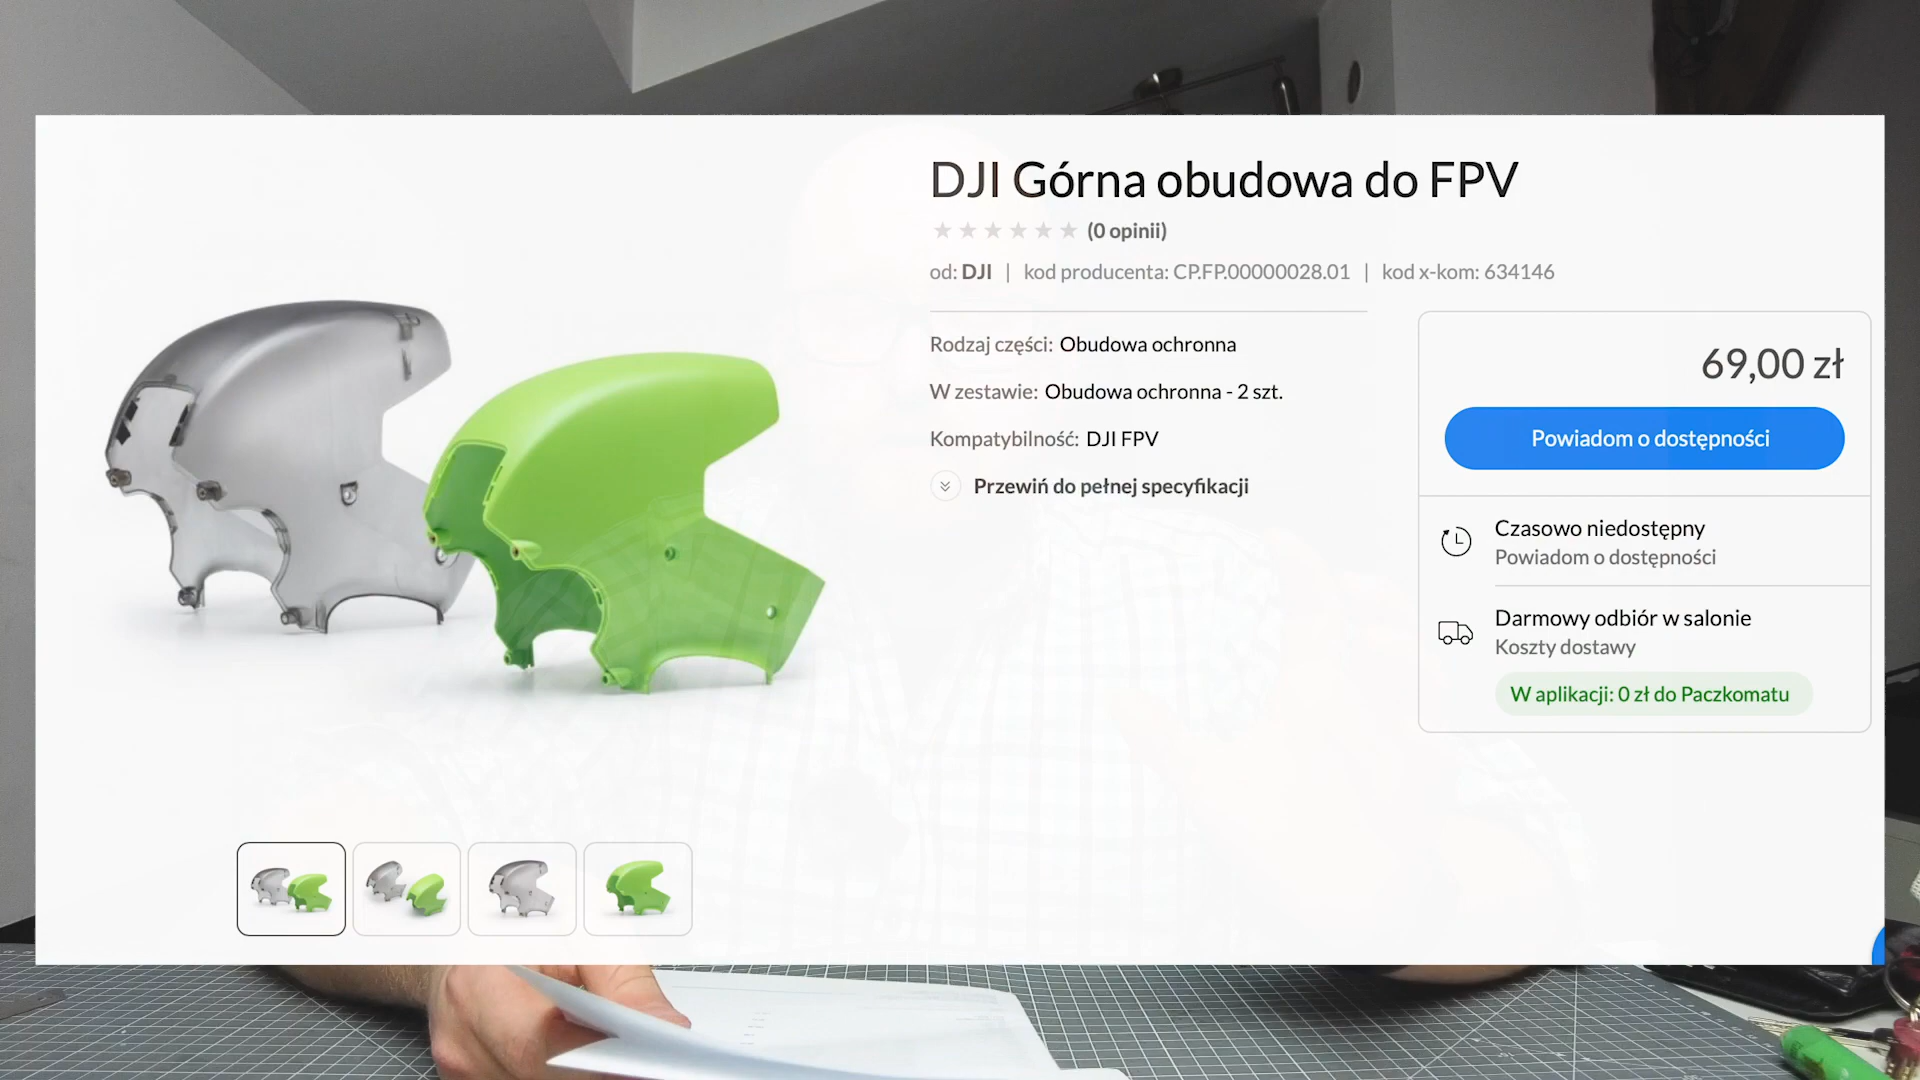 DJI Górna obudowa do FPV
(0 opinii)
od: DJI | kod producenta: CP.FP.00000028.01 | kod x-kom: 634146
Rodzaj części: Obudowa ochronna
W zestawie: Obudowa ochronna - 2 szt.
Kompatybilność: DJI FPV
Przewiń do pełnej specyfikacji
69,00 zł
Powiadom o dostępności
Czasowo niedostępny
Powiadom o dostępności
Darmowy odbiór w salonie
Koszty dostawy
W aplikacji: 0 zł do Paczkomatu